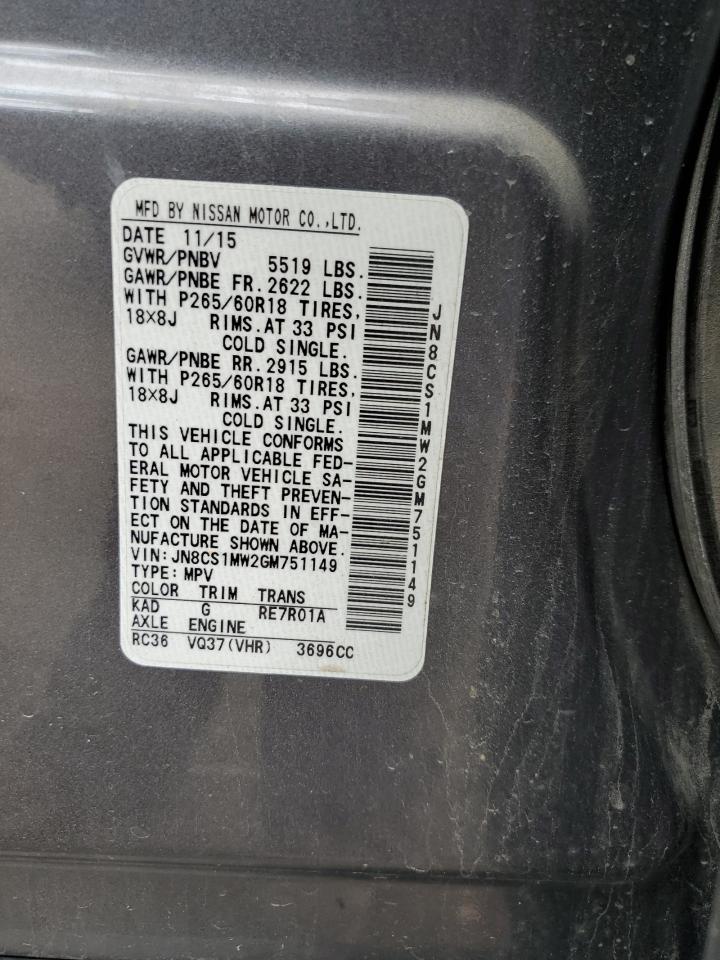 MFD BY NISSAN MOTOR CO.,LTD.
DATE 11/15
GVWR/PNBV 5519 LBS.
GAWR/PNBE FR. 2622 LBS.
WITH P265/60R18 TIRES,
18X8J RIMS. AT 33 PSI
COLD SINGLE.
GAWR/PNBE RR. 2915 LBS.
WITH P265/60R18 TIRES,
18X8J RIMS. AT 33 PSI
COLD SINGLE.
THIS VEHICLE CONFORMS
TO ALL APPLICABLE FED-
ERAL MOTOR VEHICLE SA-
FETY AND THEFT PREVEN-
TION STANDARDS IN EFF-
ECT ON THE DATE OF MA-
NUFACTURE SHOWN ABOVE.
VIN: JN8CS1MW2GM751149
TYPE: MPV
COLOR TRIM TRANS
KAD G RE7R01A
AXLE ENGINE
RC36 VQ37(VHR) 3696CC
JN8CS1MW2GM751149